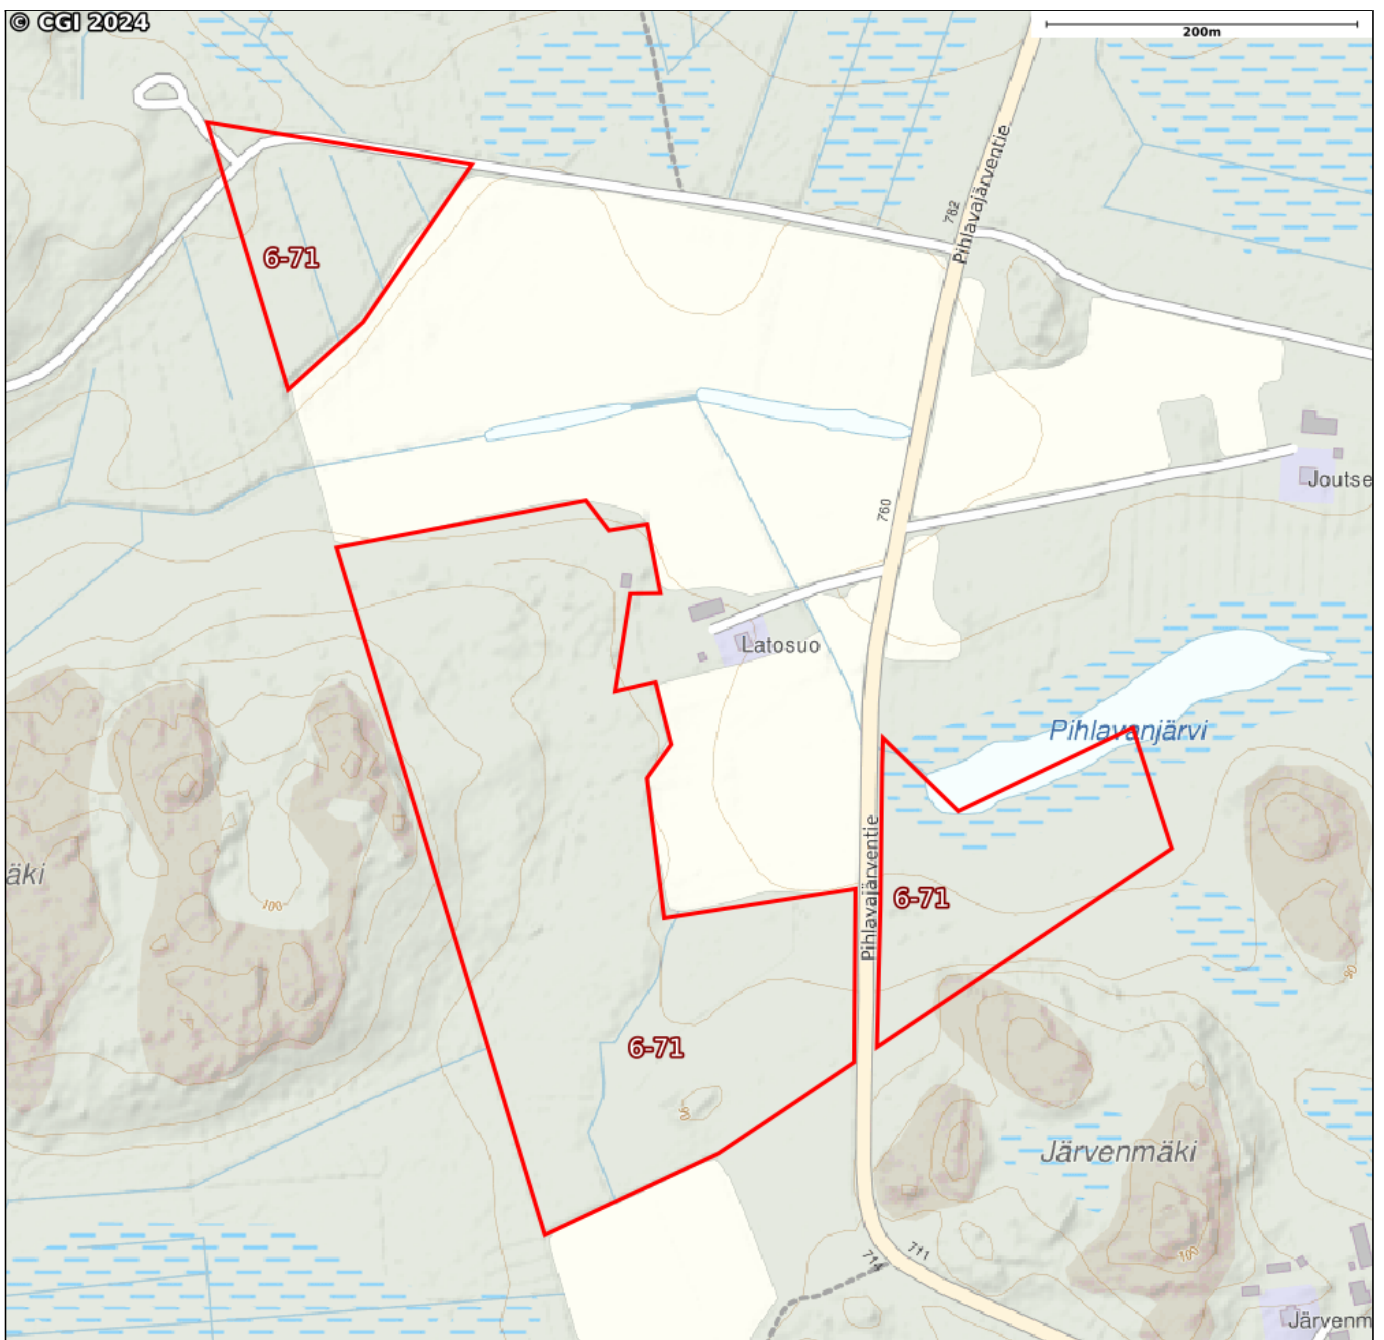 © CGI 2024
200m
Pihlavajärventie
782
6-71
Joutse
760
Latosuo
Pihlavanjärvi
äki
Pihlavajärventie
6-71
100
90
6-71
90
Järvenmäki
711
714
100
Järvenm